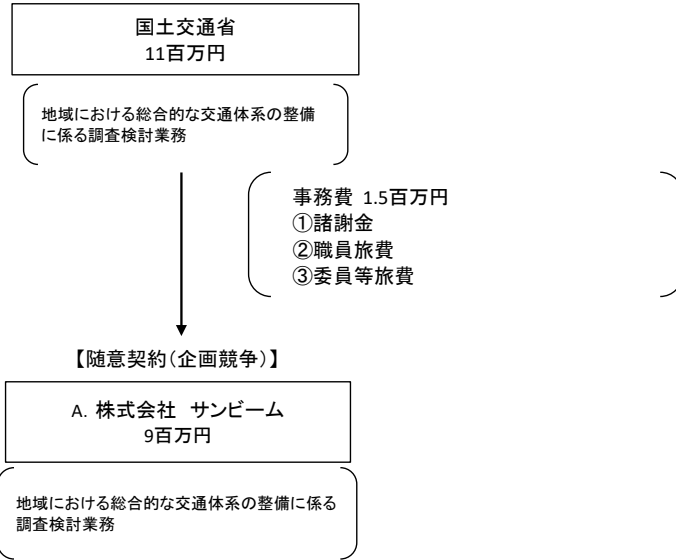 国土交通省
11百万円
地域における総合的な交通体系の整備
に係る調査検討業務
事務費 1.5百万円
①諸謝金
②職員旅費
③委員等旅費
【随意契約(企画競争)】
A. 株式会社　サンビーム
9百万円
地域における総合的な交通体系の整備に係る
調査検討業務